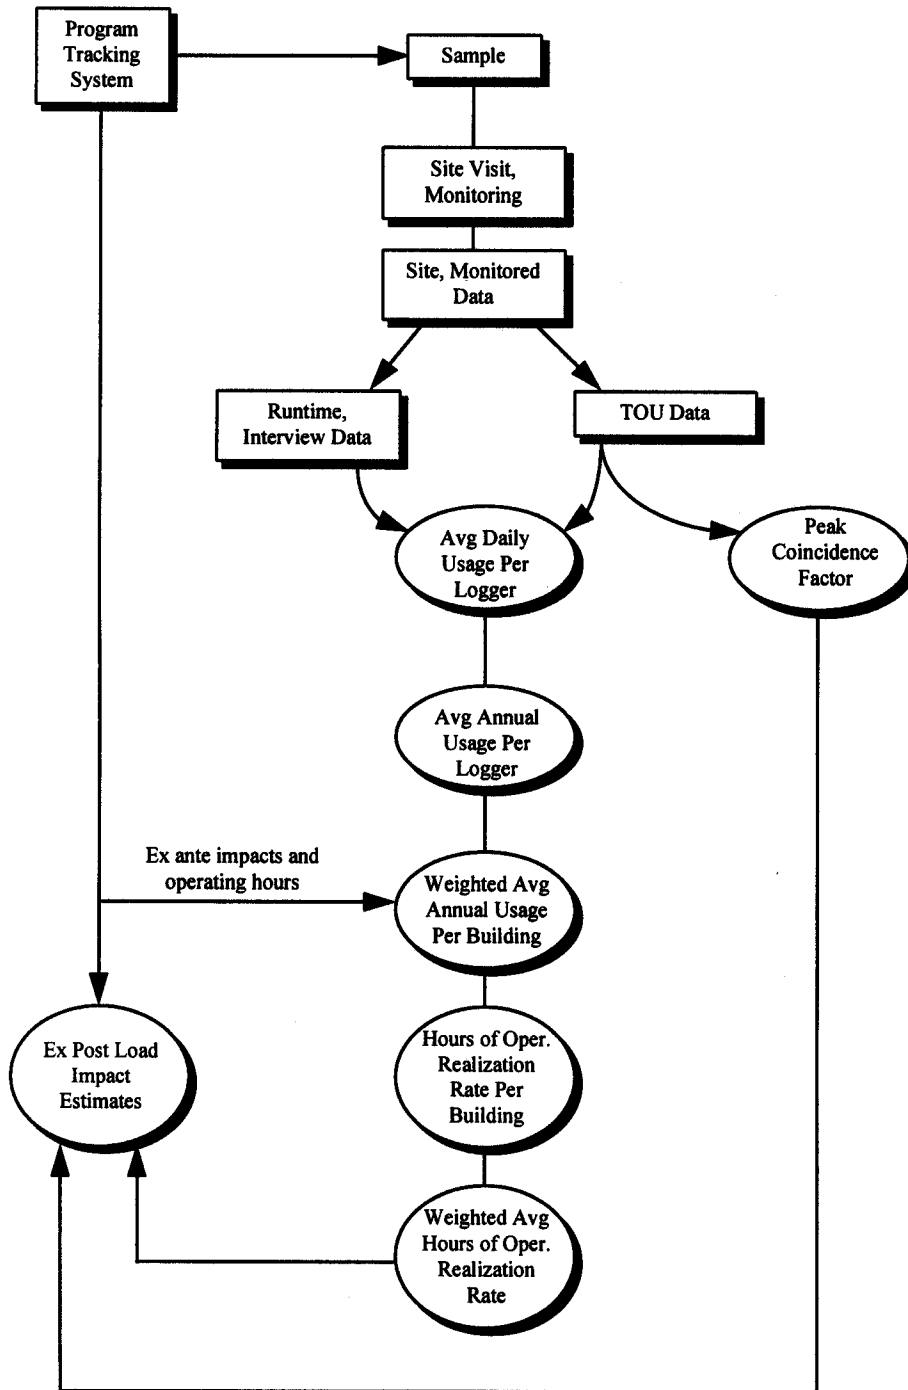 Program
Tracking
System
Sample
Site Visit,
Monitoring
Site, Monitored
Data
Runtime,
Interview Data
TOU Data
Avg Daily
Usage Per
Logger
Peak
Coincidence
Factor
Avg Annual
Usage Per
Logger
Ex ante impacts and
operating hours
Weighted Avg
Annual Usage
Per Building
Ex Post Load
Impact
Estimates
Hours of Oper.
Realization
Rate Per
Building
Weighted Avg
Hours of Oper.
Realization
Rate